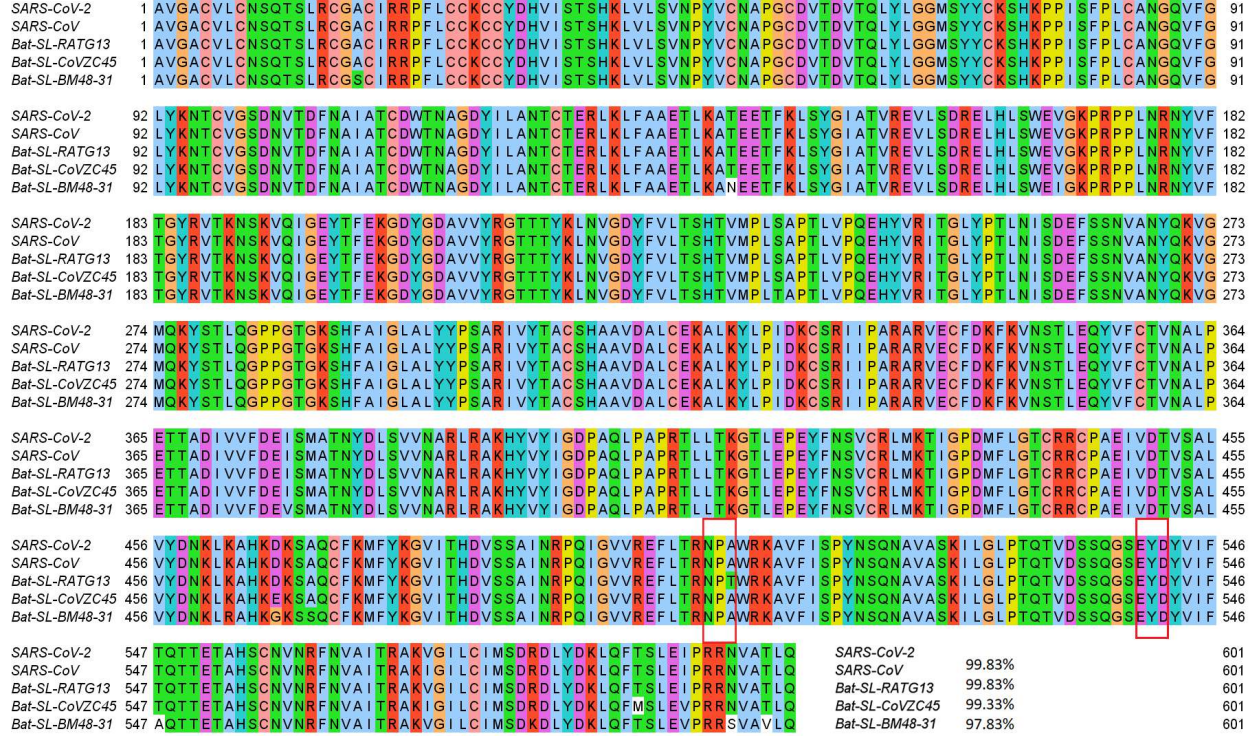 SARS-CoV-2 1 AVGACVLCNSQTSLRCGACIRRPFLCCKCCYDHVISTSHKLVLSVNPYVCNAPGCDVTDVTQLYLGGMSYYCKSHKPPISFPLCANGQVFG 91
SARS-CoV 1 AVGACVLCNSQTSLRCGACIRRPFLCCKCCYDHVISTSHKLVLSVNPYVCNAPGCDVTDVTQLYLGGMSYYCKSHKPPISFPLCANGQVFG 91
Bat-SL-RATG13 1 AVGACVLCNSQTSLRCGACIRRPFLCCKCCYDHVISTSHKLVLSVNPYVCNAPGCDVTDVTQLYLGGMSYYCKSHKPPISFPLCANGQVFG 91
Bat-SL-CoVZC45 1 AVGACVLCNSQTSLRCGACIRRPFLCCKCCYDHVISTSHKLVLSVNPYVCNAPGCDVTDVTQLYLGGMSYYCKSHKPPISFPLCANGQVFG 91
Bat-SL-BM48-31 1 AVGACVLCNSQTSLRCGSCIRRPFLCCKCCYDHVISTSHKLVLSVNPYVCNAPGCDVTDVTQLYLGGMSYYCKSHKPPISFPLCANGQVFG 91
SARS-CoV-2 92 LYKNTCVGSDNVTDFNAIATCDWTNAGDYILANTCTERLKLFAAETLKATEETFKLSYGIATVREVLSDRELHLSWEVGKPRPPLNRNYVF 182
SARS-CoV 92 LYKNTCVGSDNVTDFNAIATCDWTNAGDYILANTCTERLKLFAAETLKATEETFKLSYGIATVREVLSDRELHLSWEVGKPRPPLNRNYVF 182
Bat-SL-RATG13 92 LYKNTCVGSDNVTDFNAIATCDWTNAGDYILANTCTERLKLFAAETLKATEETFKLSYGIATVREVLSDRELHLSWEVGKPRPPLNRNYVF 182
Bat-SL-CoVZC45 92 LYKNTCVGSDNVTDFNAIATCDWTNAGDYILANTCTERLKLFAAETLKATEETFKLSYGIATVREVLSDRELHLSWEVGKPRPPLNRNYVF 182
Bat-SL-BM48-31 92 LYKNTCVGSDNVTDFNAIATCDWTNAGDYILANTCTERLKLFAAETLKANEETFKLSYGIATVREVLSDRELHLSWEIGKPRPPLNRNYVF 182
SARS-CoV-2 183 TGYRVTKNSKVQIGEYTFEKGDYGDAVVYRGTTTYKLNVGDYFVLTSHTVMPLSAPTLVPQEHYVRITGLYPTLNISDEFSSNVANYQKVG 273
SARS-CoV 183 TGYRVTKNSKVQIGEYTFEKGDYGDAVVYRGTTTYKLNVGDYFVLTSHTVMPLSAPTLVPQEHYVRITGLYPTLNISDEFSSNVANYQKVG 273
Bat-SL-RATG13 183 TGYRVTKNSKVQIGEYTFEKGDYGDAVVYRGTTTYKLNVGDYFVLTSHTVMPLSAPTLVPQEHYVRITGLYPTLNISDEFSSNVANYQKVG 273
Bat-SL-CoVZC45 183 TGYRVTKNSKVQIGEYTFEKGDYGDAVVYRGTTTYKLNVGDYFVLTSHTVMPLSAPTLVPQEHYVRITGLYPTLNISDEFSSNVANYQKVG 273
Bat-SL-BM48-31 183 TGYRVTKNSKVQIGEYTFEKGDYGDAVVYRGTTTYKLNVGDYFVLTSHTVMPLTAPTLVPQEHYVRITGLYPTLNISDEFSSNVANYQKVG 273
SARS-CoV-2 274 MQKYSTLQGPPGTGKSHFAIGLALYYPSARIVYTACSHAAVDALCEKALKYLPIDKCSRIIPARARVECFDKFKVNSTLEQYVFCTVNALP 364
SARS-CoV 274 MQKYSTLQGPPGTGKSHFAIGLALYYPSARIVYTACSHAAVDALCEKALKYLPIDKCSRIIPARARVECFDKFKVNSTLEQYVFCTVNALP 364
Bat-SL-RATG13 274 MQKYSTLQGPPGTGKSHFAIGLALYYPSARIVYTACSHAAVDALCEKALKYLPIDKCSRIIPARARVECFDKFKVNSTLEQYVFCTVNALP 364
Bat-SL-CoVZC45 274 MQKYSTLQGPPGTGKSHFAIGLALYYPSARIVYTACSHAAVDALCEKALKYLPIDKCSRIIPARARVECFDKFKVNSTLEQYVFCTVNALP 364
Bat-SL-BM48-31 274 MQKYSTLQGPPGTGKSHFAIGLALYYPSARIVYTACSHAAVDALCEKALKYLPIDKCSRIIPARARVECFDKFKVNSTLEQYVFCTVNALP 364
SARS-CoV-2 365 ETTADIVVFDEISMATNYDLSVVNARLRAKHYVYIGDPAQLPAPRTLLTKGTLEPEYFNSVCRLMKTIGPDMFLGTCRRCPAEIVDTVSAL 455
SARS-CoV 365 ETTADIVVFDEISMATNYDLSVVNARLRAKHYVYIGDPAQLPAPRTLLTKGTLEPEYFNSVCRLMKTIGPDMFLGTCRRCPAEIVDTVSAL 455
Bat-SL-RATG13 365 ETTADIVVFDEISMATNYDLSVVNARLRAKHYVYIGDPAQLPAPRTLLTKGTLEPEYFNSVCRLMKTIGPDMFLGTCRRCPAEIVDTVSAL 455
Bat-SL-CoVZC45 365 ETTADIVVFDEISMATNYDLSVVNARLRAKHYVYIGDPAQLPAPRTLLTKGTLEPEYFNSVCRLMKTIGPDMFLGTCRRCPAEIVDTVSAL 455
Bat-SL-BM48-31 365 ETTADIVVFDEISMATNYDLSVVNARLRAKHYVYIGDPAQLPAPRTLLTKGTLEPEYFNSVCRLMKTIGPDMFLGTCRRCPAEIVDTVSAL 455
SARS-CoV-2 456 VYDNKLKAHKDKSAQCFKMFYKGVITHDVSSAINRPQIGVVREFLTRNPAWRKAVFISPYNSQNAVASKILGLPTQTVDSSQGSEYDYVIF 546
SARS-CoV 456 VYDNKLKAHKDKSAQCFKMFYKGVITHDVSSAINRPQIGVVREFLTRNPAWRKAVFISPYNSQNAVASKILGLPTQTVDSSQGSEYDYVIF 546
Bat-SL-RATG13 456 VYDNKLKAHKDKSAQCFKMFYKGVITHDVSSAINRPQIGVVREFLTRNPTWRKAVFISPYNSQNAVASKILGLPTQTVDSSQGSEYDYVIF 546
Bat-SL-CoVZC45 456 VYDNKLKAHKEKSAQCFKMFYKGVITHDVSSAINRPQIGVVREFLTRNPAWRKAVFISPYNSQNAVASKILGLPTQTVDSSQGSEYDYVIF 546
Bat-SL-BM48-31 456 VYDNKLRAHKGKSSQCFKMFYKGVITHDVSSAINRPQIGVVREFLTRNPAWRKAVFISPYNSQNAVASKILGLPTQTVDSSQGSEYDYVIF 546
SARS-CoV-2 547 TQTTETAHSCNVNRFNVAITRAKVGILCIMSDRDLYDKLQFTSLEIPRRNVATLQ SARS-CoV-2 601
SARS-CoV 547 TQTTETAHSCNVNRFNVAITRAKVGILCIMSDRDLYDKLQFTSLEIPRRNVATLQ SARS-CoV 99.83% 601
Bat-SL-RATG13 547 TQTTETAHSCNVNRFNVAITRAKVGILCIMSDRDLYDKLQFTSLEIPRRNVATLQ Bat-SL-RATG13 99.83% 601
Bat-SL-CoVZC45 547 TQTTETAHSCNVNRFNVAITRAKVGILCIMSDRDLYDKLQFMSLEVPRRNVATLQ Bat-SL-CoVZC45 99.33% 601
Bat-SL-BM48-31 547 AQTTETAHSCNVNRFNVAITRAKVGILCIMSDRDLYDKLQFTSLEVPRRSVAVLQ Bat-SL-BM48-31 97.83% 601